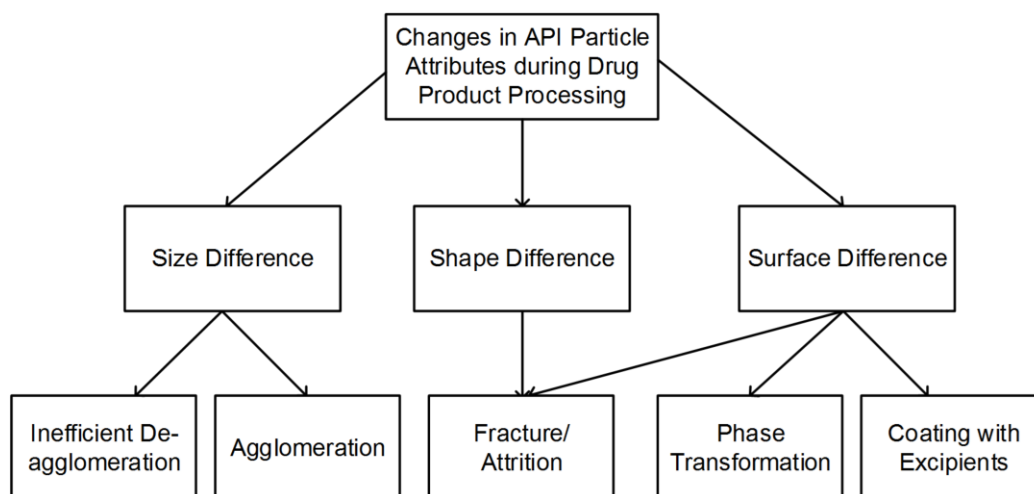 Changes in API Particle
Attributes during Drug
Product Processing
Size Difference
Shape Difference
Surface Difference
Inefficient De-
agglomeration
Agglomeration
Fracture/
Attrition
Phase
Transformation
Coating with
Excipients